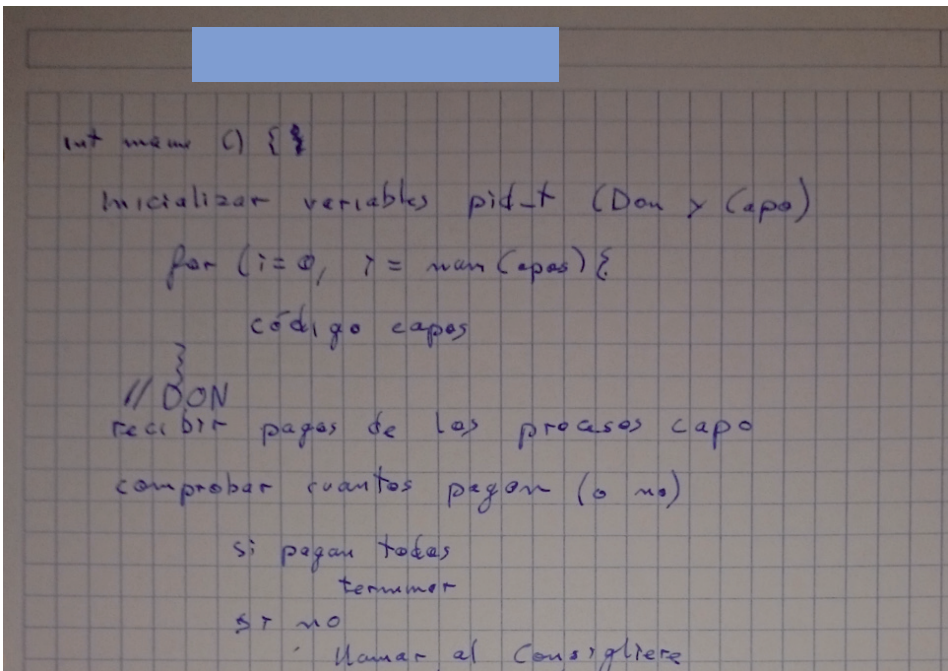 int main () {}
Inicializar variables pid_t (Don y Capo)
for (i=0, i = num Capos) {
código capos
}
// DON
recibir pagos de los procesos capo
comprobar cuantos pagan (o no)
si pagan todos
terminar
si no
llamar al Consigliere